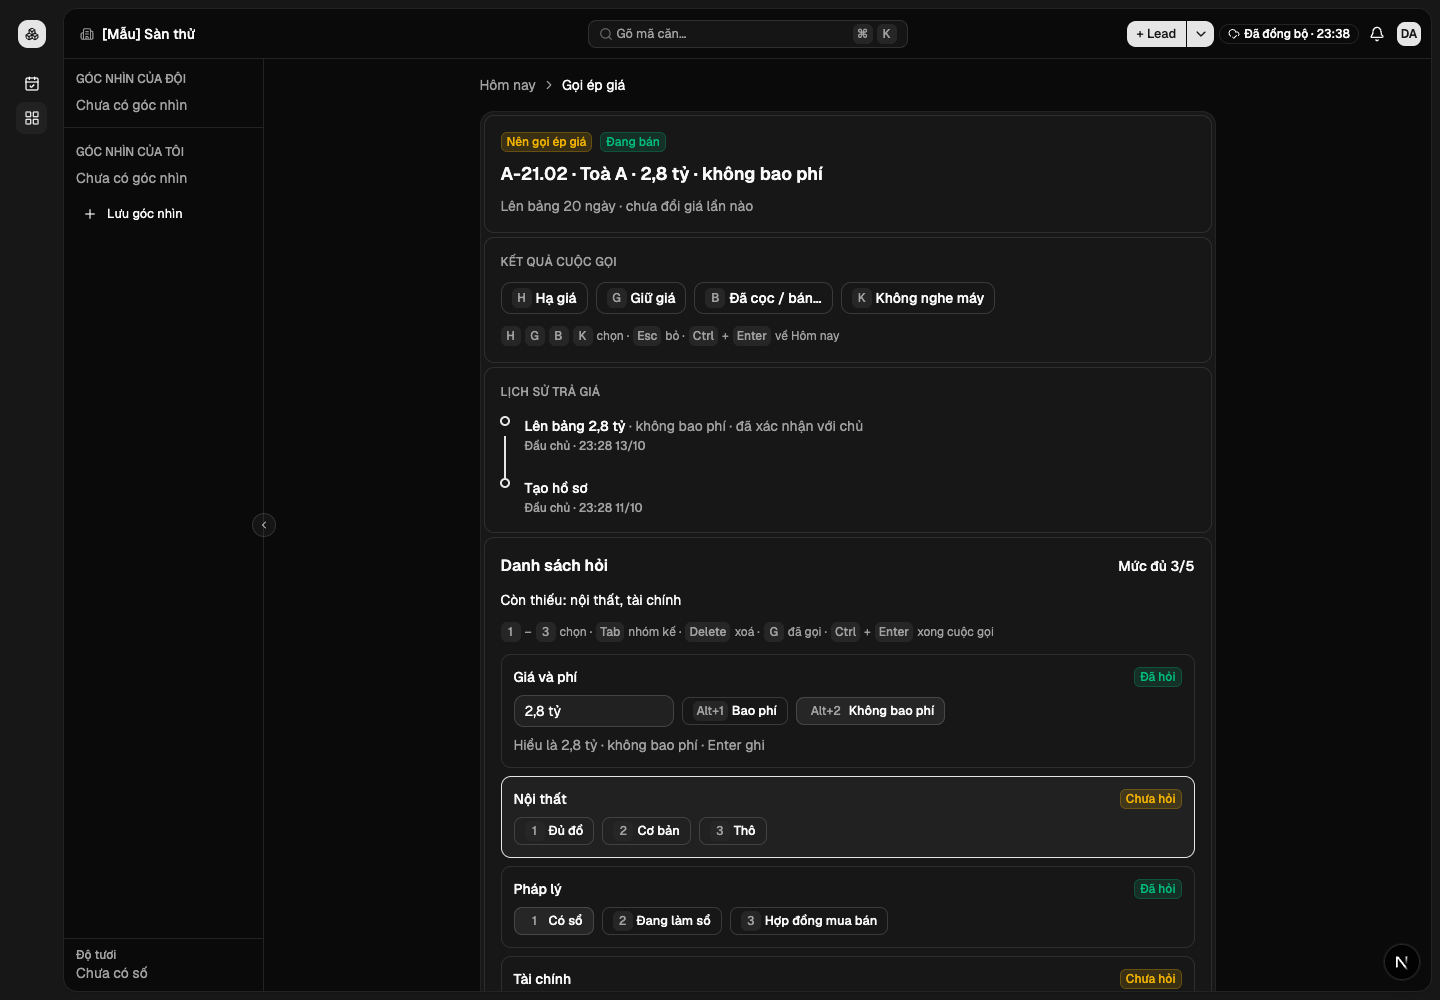 [Mẫu] Sàn thử
Gõ mã căn... ⌘ K
+ Lead
Đã đồng bộ · 23:38
DA
GÓC NHÌN CỦA ĐỘI
Chưa có góc nhìn
GÓC NHÌN CỦA TÔI
Chưa có góc nhìn
+ Lưu góc nhìn
Độ tươi
Chưa có số
Hôm nay > Gọi ép giá
Nên gọi ép giá Đang bán
A-21.02 · Toà A · 2,8 tỷ · không bao phí
Lên bảng 20 ngày · chưa đổi giá lần nào
KẾT QUẢ CUỘC GỌI
H Hạ giá G Giữ giá B Đã cọc / bán... K Không nghe máy
H G B K chọn · Esc bỏ · Ctrl + Enter về Hôm nay
LỊCH SỬ TRẢ GIÁ
Lên bảng 2,8 tỷ · không bao phí · đã xác nhận với chủ
Đầu chủ · 23:28 13/10
Tạo hồ sơ
Đầu chủ · 23:28 11/10
Danh sách hỏi Mức đủ 3/5
Còn thiếu: nội thất, tài chính
1 – 3 chọn · Tab nhóm kế · Delete xoá · G đã gọi · Ctrl + Enter xong cuộc gọi
Giá và phí Đã hỏi
2,8 tỷ Alt+1 Bao phí Alt+2 Không bao phí
Hiểu là 2,8 tỷ · không bao phí · Enter ghi
Nội thất Chưa hỏi
1 Đủ đồ 2 Cơ bản 3 Thô
Pháp lý Đã hỏi
1 Có sổ 2 Đang làm sổ 3 Hợp đồng mua bán
Tài chính Chưa hỏi
N